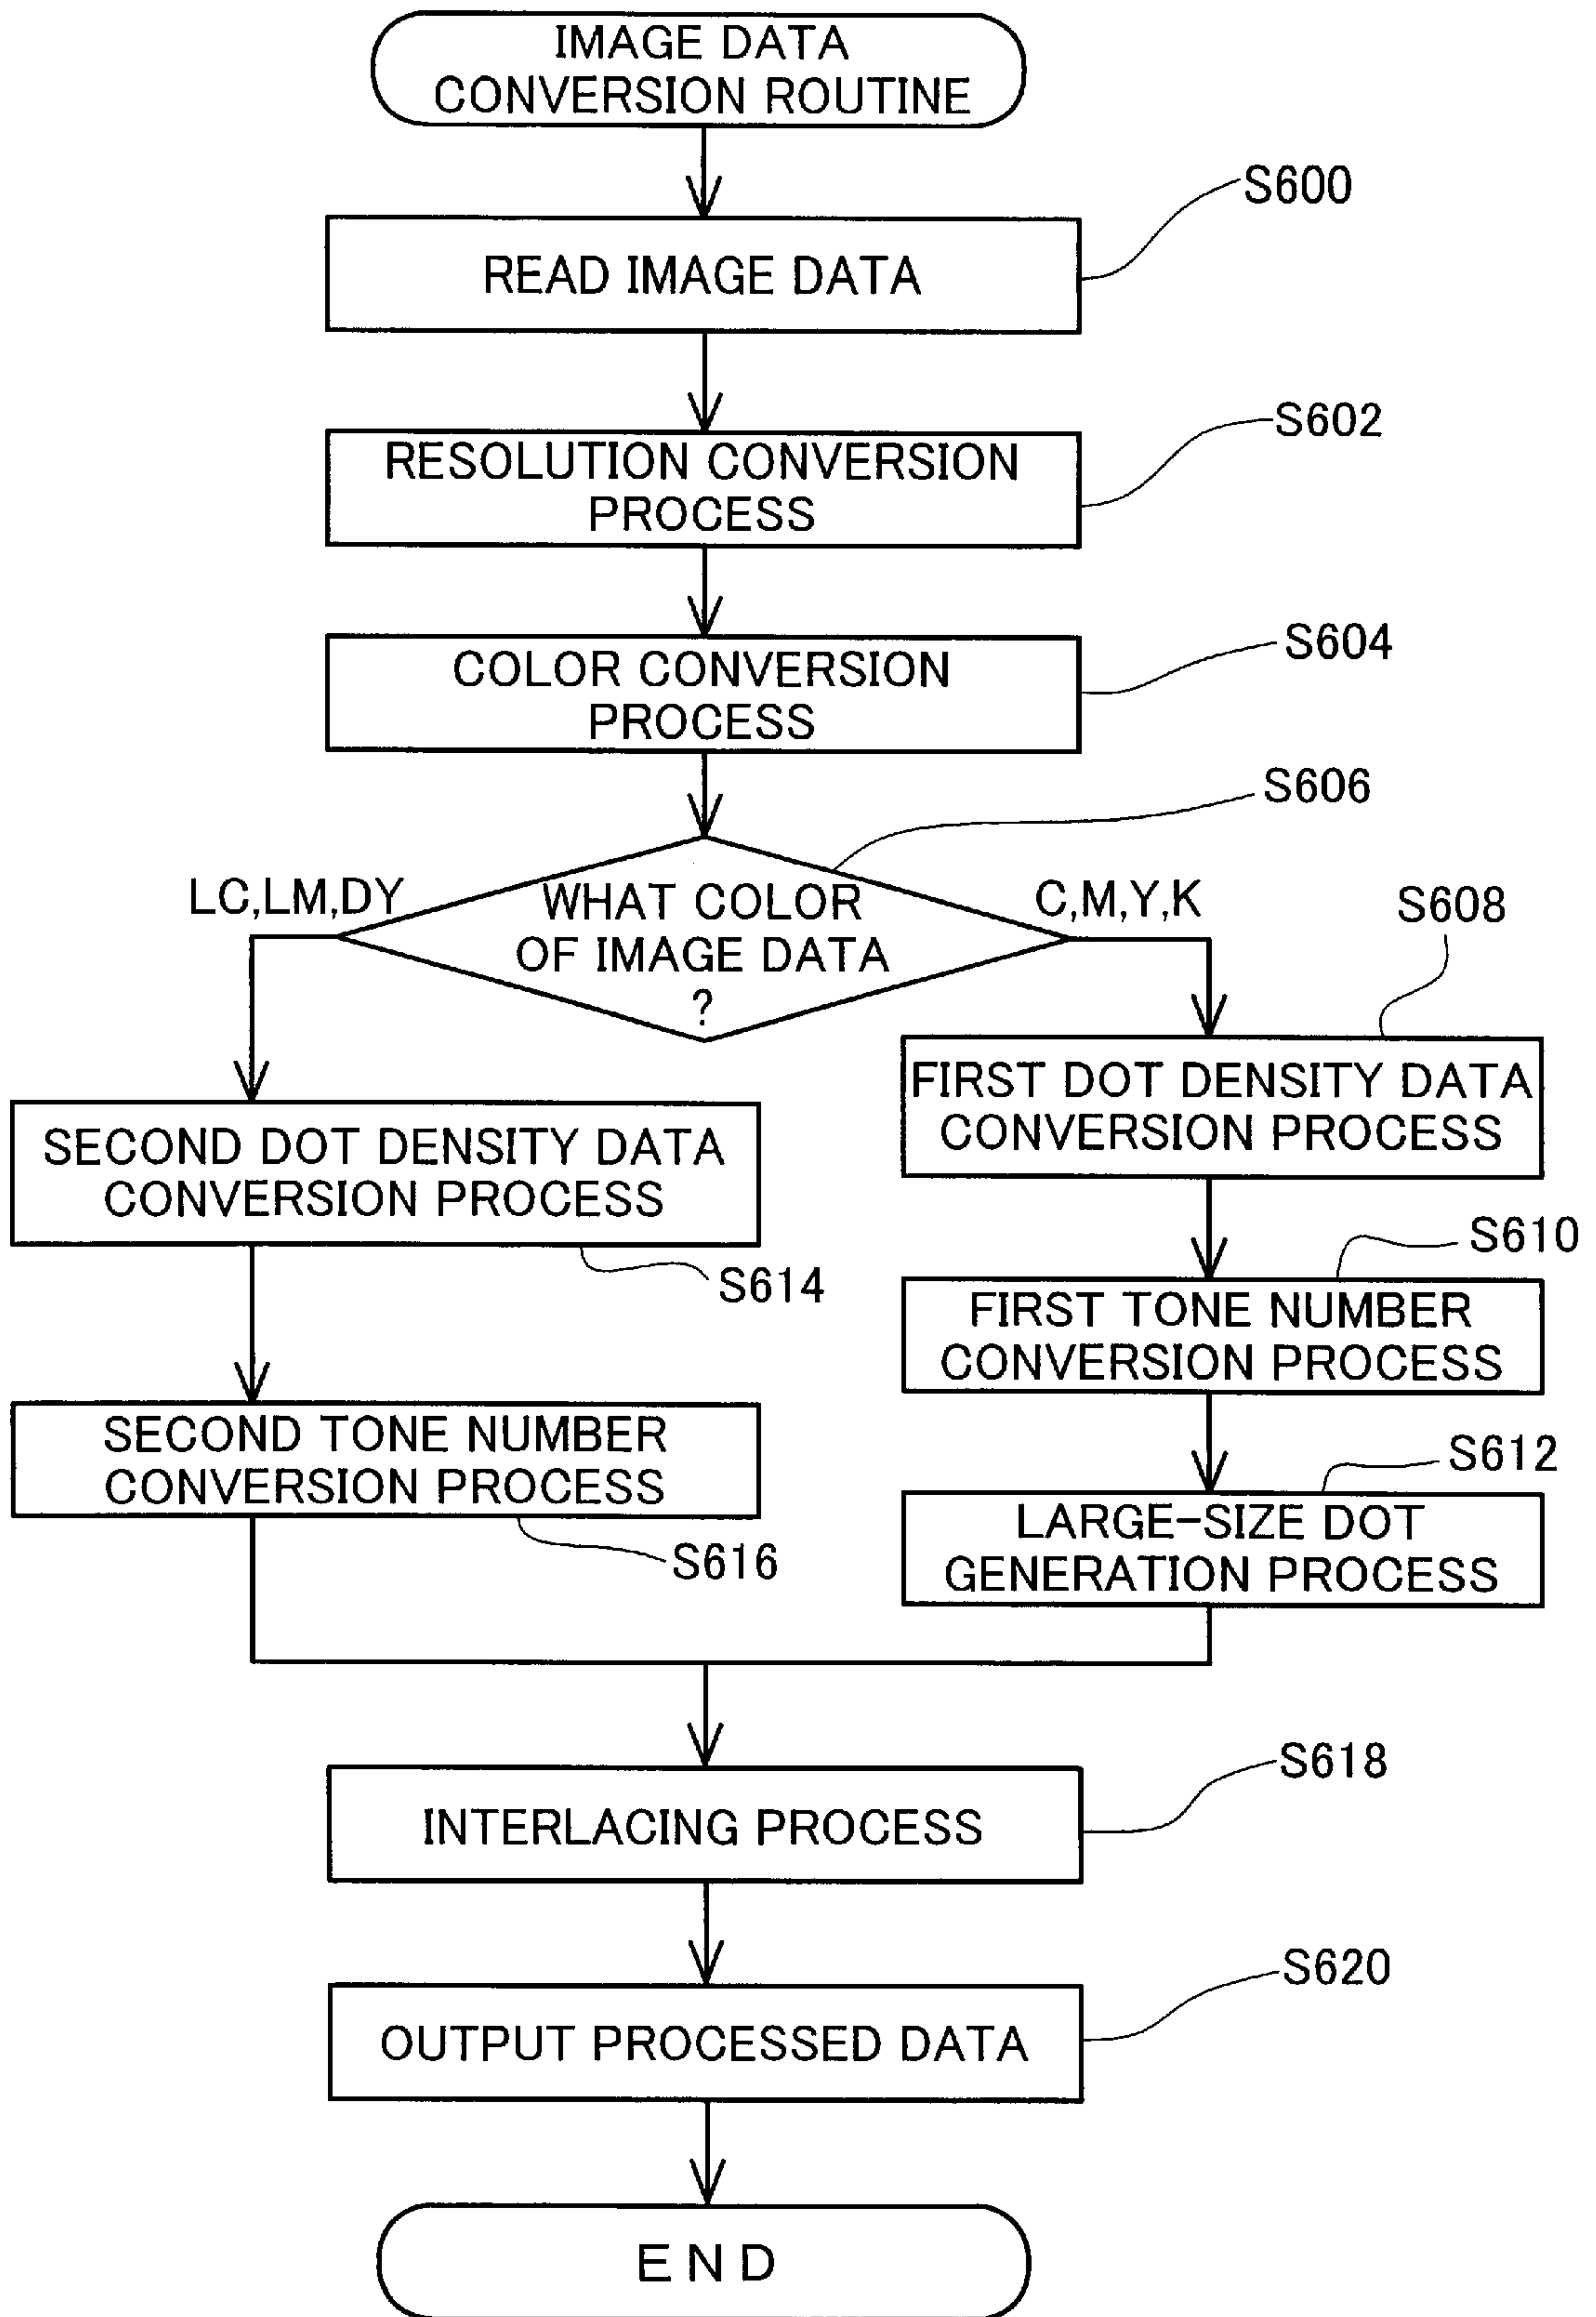 IMAGE DATA
CONVERSION ROUTINE
S600
READ IMAGE DATA
S602
RESOLUTION CONVERSION
PROCESS
S604
COLOR CONVERSION
PROCESS
S606
LC,LM,DY
WHAT COLOR
OF IMAGE DATA
?
C,M,Y,K
S608
FIRST DOT DENSITY DATA
CONVERSION PROCESS
SECOND DOT DENSITY DATA
CONVERSION PROCESS
S614
S610
FIRST TONE NUMBER
CONVERSION PROCESS
SECOND TONE NUMBER
CONVERSION PROCESS
S616
S612
LARGE-SIZE DOT
GENERATION PROCESS
S618
INTERLACING PROCESS
S620
OUTPUT PROCESSED DATA
END